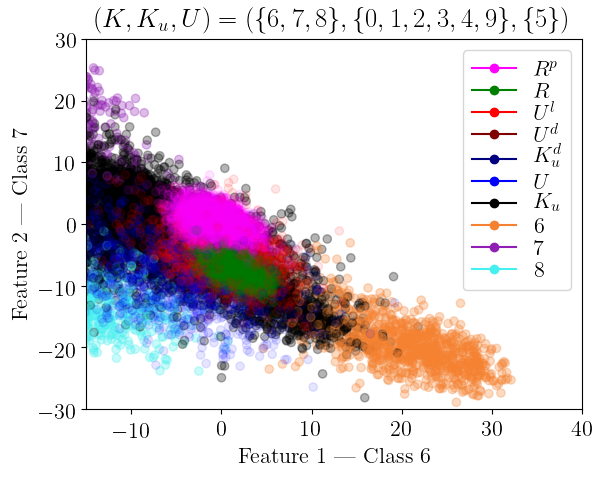 (K, K_u, U) = ({6, 7, 8}, {0, 1, 2, 3, 4, 9}, {5})
30
20
10
0
−10
−20
−30
Feature 2 — Class 7
R^p
R
U^l
U^d
K_u^d
U
K_u
6
7
8
−10
0
10
20
30
40
Feature 1 — Class 6